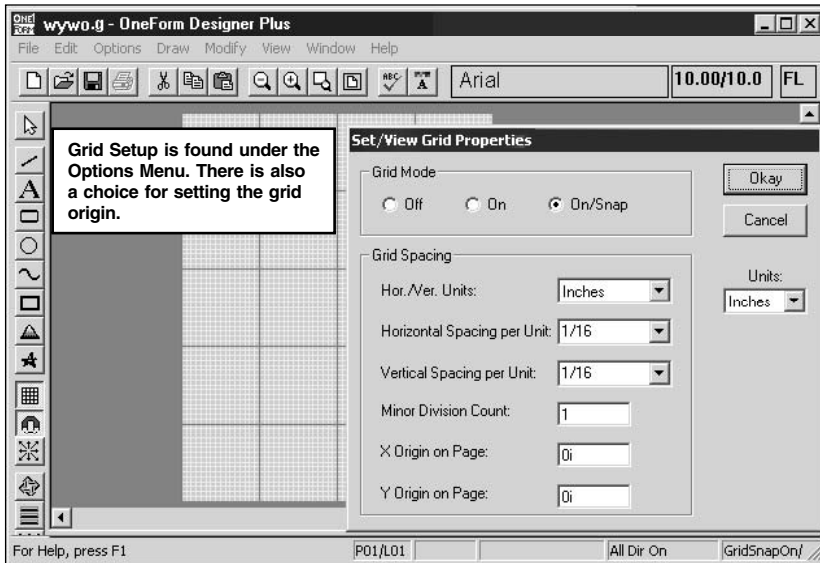 ONE!
FORM
wywo.g - OneForm Designer Plus
File Edit Options Draw Modify View Window Help
ABC A Arial 10.00/10.0 FL
A
Grid Setup is found under the
Options Menu. There is also
a choice for setting the grid
origin.
Set/View Grid Properties
Grid Mode
Off On On/Snap
Okay
Cancel
Grid Spacing
Hor./Ver. Units: Inches
Horizontal Spacing per Unit: 1/16
Vertical Spacing per Unit: 1/16
Minor Division Count: 1
X Origin on Page: 0i
Y Origin on Page: 0i
Units:
Inches
For Help, press F1 P01/L01 All Dir On GridSnapOn/